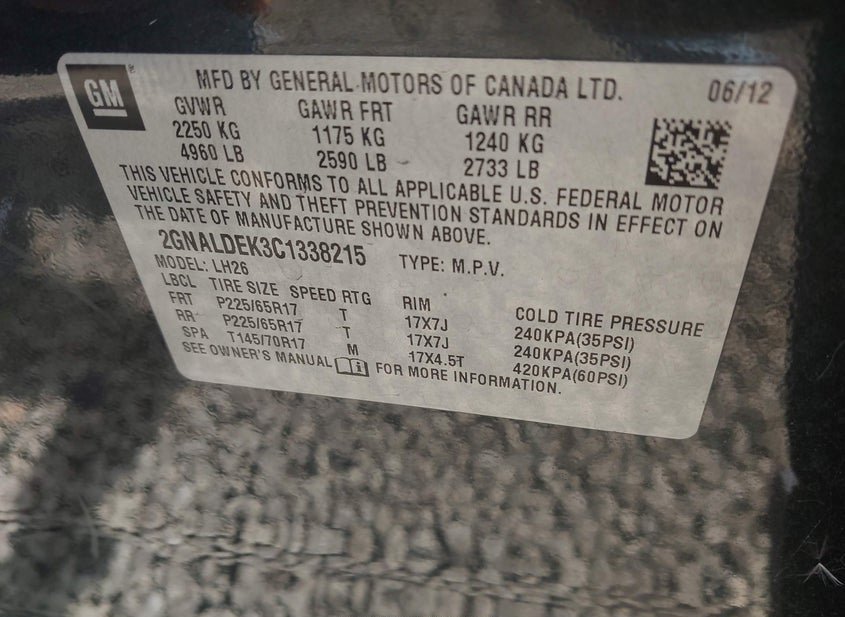 GM
MFD BY GENERAL MOTORS OF CANADA LTD. 06/12
GVWR GAWR FRT GAWR RR
2250 KG 1175 KG 1240 KG
4960 LB 2590 LB 2733 LB
THIS VEHICLE CONFORMS TO ALL APPLICABLE U.S. FEDERAL MOTOR
VEHICLE SAFETY AND THEFT PREVENTION STANDARDS IN EFFECT ON
THE DATE OF MANUFACTURE SHOWN ABOVE.
2GNALDEK3C1338215 TYPE: M.P.V.
MODEL: LH26
LBCL TIRE SIZE SPEED RTG RIM COLD TIRE PRESSURE
FRT P225/65R17 T 17X7J 240KPA(35PSI)
RR P225/65R17 T 17X7J 240KPA(35PSI)
SPA T145/70R17 M 17X4.5T 420KPA(60PSI)
SEE OWNER'S MANUAL FOR MORE INFORMATION.